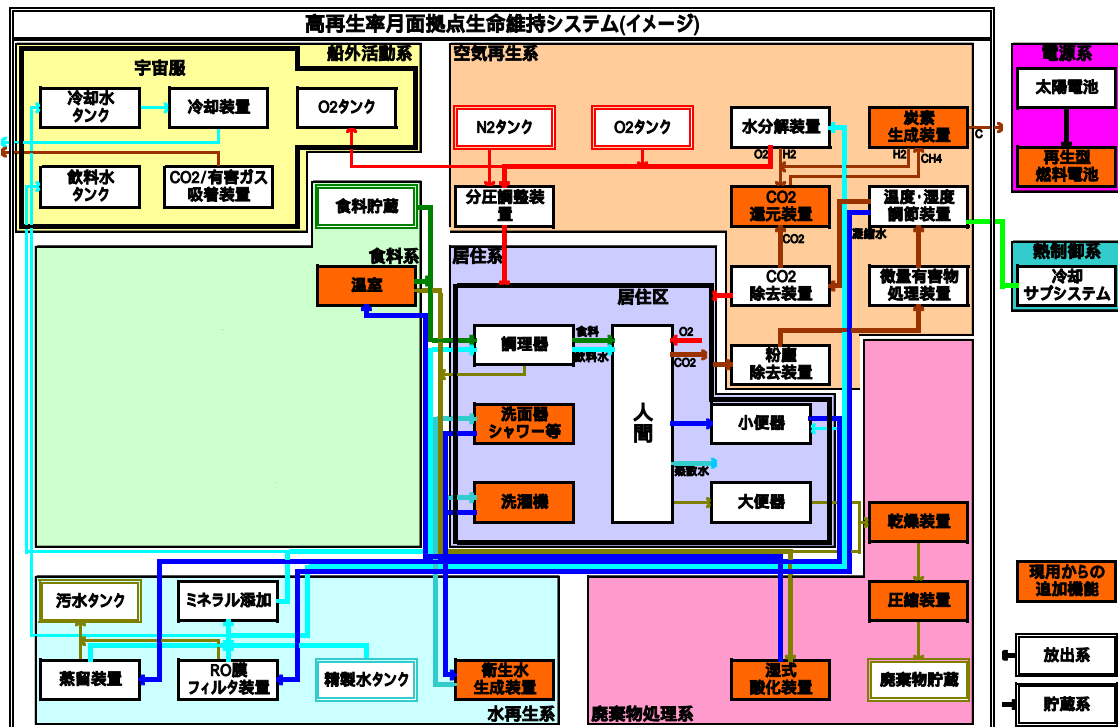 高再生率月面拠点生命維持システム(イメージ)
船外活動系
宇宙服
冷却水
タンク
冷却装置
O2タンク
飲料水
タンク
CO2/有害ガス
吸着装置
空気再生系
N2タンク
O2タンク
水分解装置
炭素
生成装置
C
O2
H2
H2
CH4
分圧調整装
置
CO2
還元装置
温度・湿度
調節装置
凝縮水
CO2
CO2
除去装置
微量有害物
処理装置
粉塵
除去装置
電源系
太陽電池
再生型
燃料電池
熱制御系
冷却
サブシステム
食料貯蔵
食料系
温室
居住系
居住区
調理器
食料
飲料水
人
間
O2
CO2
洗面器
シャワー等
小便器
蒸散水
洗濯機
大便器
乾燥装置
圧縮装置
廃棄物貯蔵
湿式
酸化装置
廃棄物処理系
汚水タンク
ミネラル添加
蒸留装置
RO膜
フィルタ装置
精製水タンク
衛生水
生成装置
水再生系
現用からの
追加機能
放出系
貯蔵系